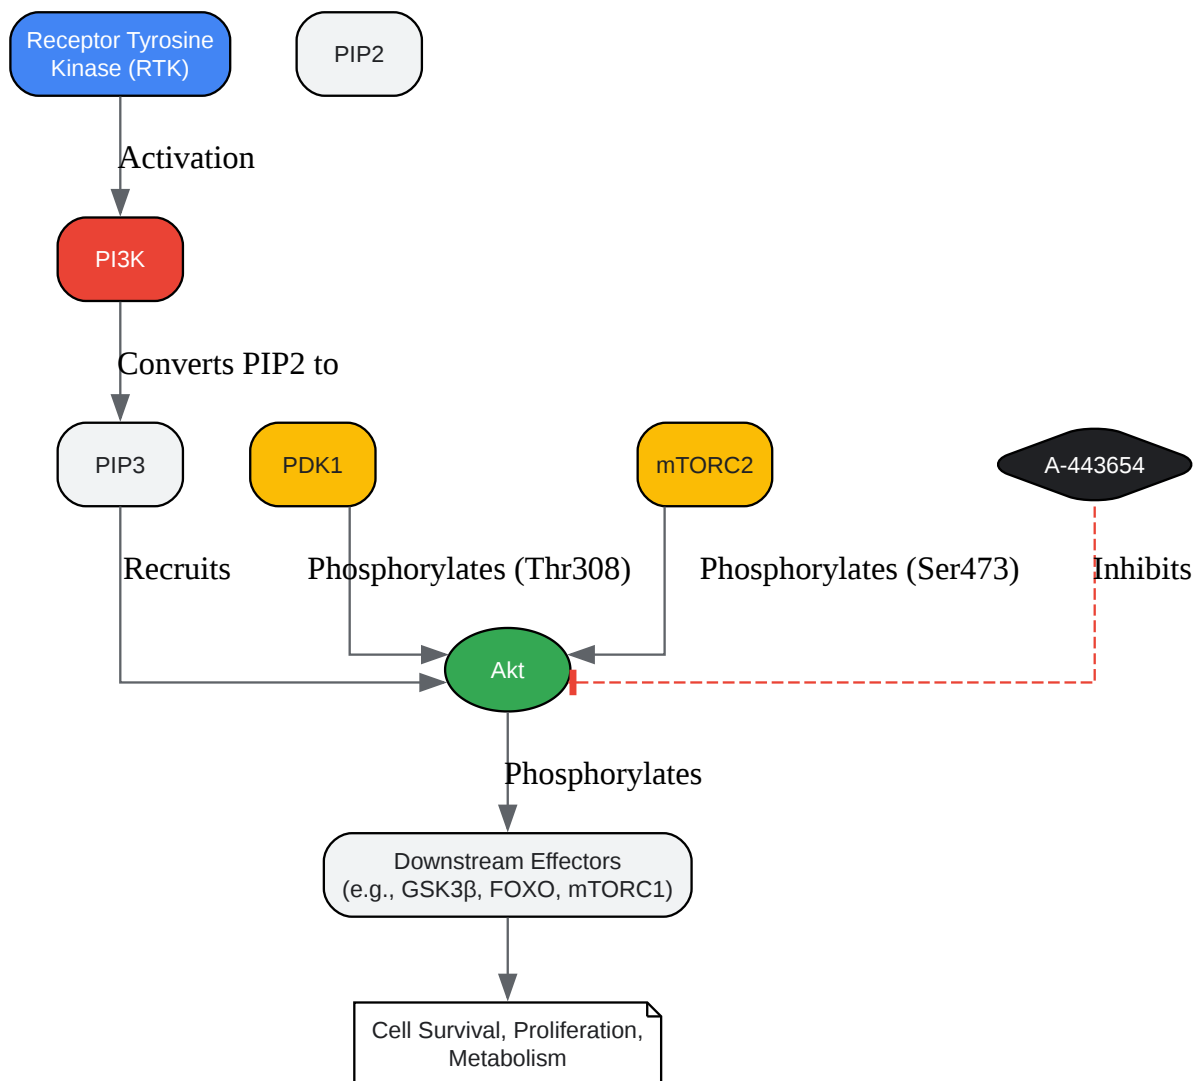 Receptor Tyrosine
Kinase (RTK)
PIP2
Activation
PI3K
Converts PIP2 to
PIP3
PDK1
mTORC2
A-443654
Recruits
Phosphorylates (Thr308)
Phosphorylates (Ser473)
Inhibits
Akt
Phosphorylates
Downstream Effectors
(e.g., GSK3β, FOXO, mTORC1)
Cell Survival, Proliferation,
Metabolism